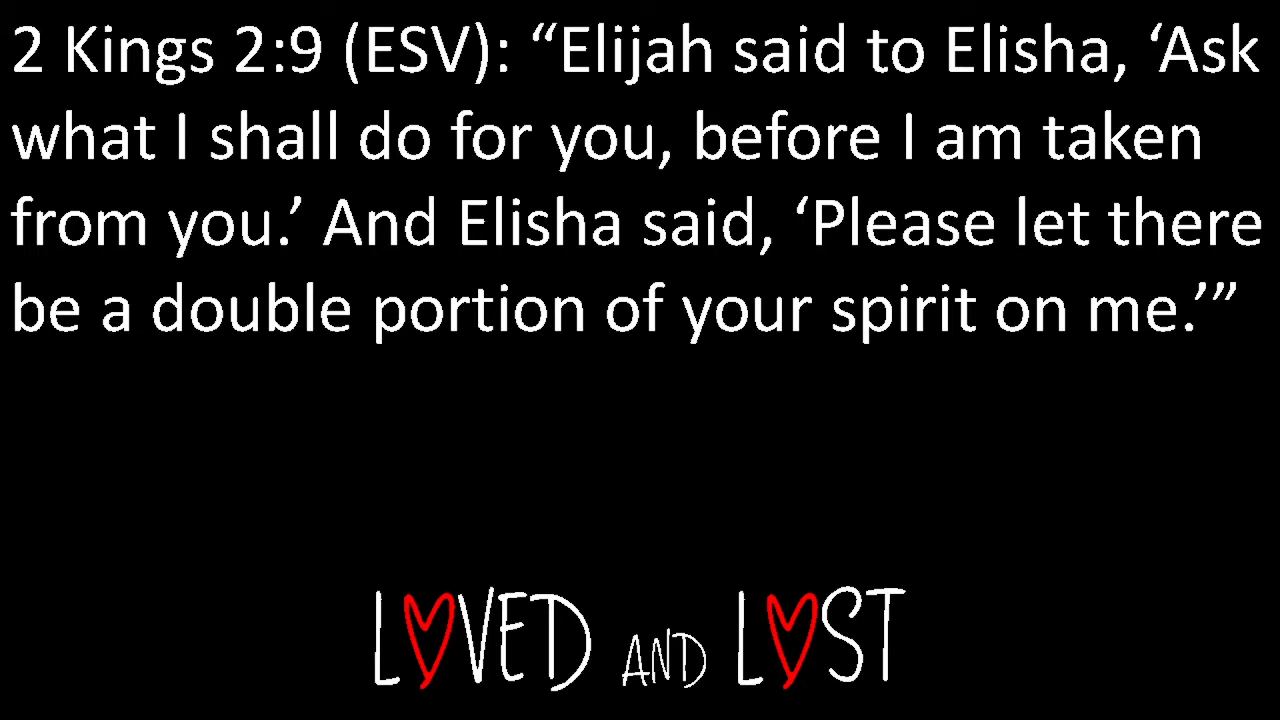 2 Kings 2:9 (ESV): “Elijah said to Elisha, ‘Ask
what I shall do for you, before I am taken
from you.’ And Elisha said, ‘Please let there
be a double portion of your spirit on me.’”
LOVED AND LOST